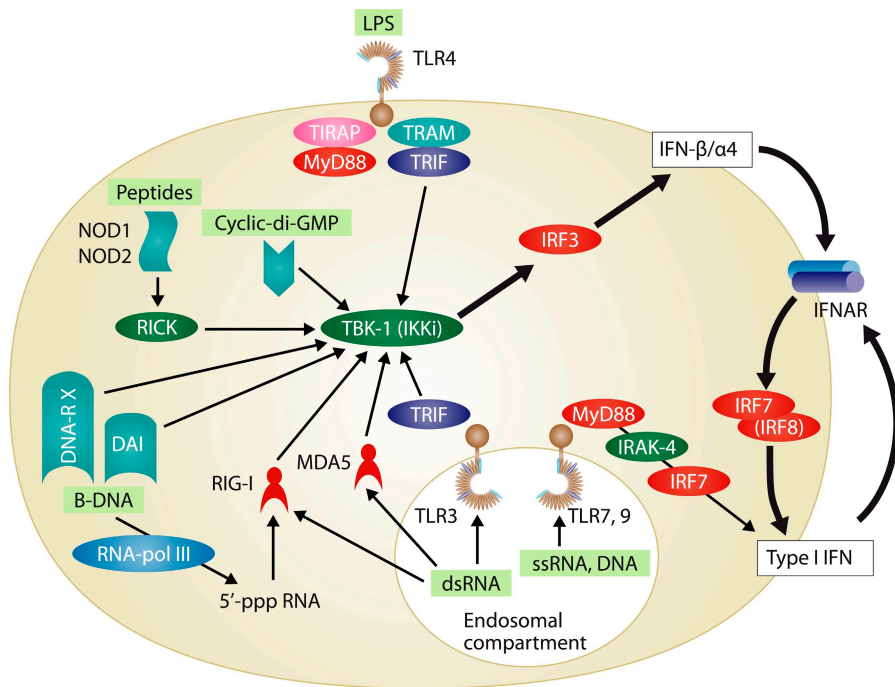 LPS
TLR4
TIRAP
TRAM
MyD88
TRIF
IFN-β/α4
Peptides
NOD1
NOD2
Cyclic-di-GMP
IRF3
IFNAR
RICK
TBK-1 (IKKi)
DNA-R X
DAI
TRIF
MyD88
IRF7
(IRF8)
IRAK-4
MDA5
RIG-I
IRF7
B-DNA
TLR3
TLR7, 9
RNA-pol III
Type I IFN
ssRNA, DNA
dsRNA
5′-ppp RNA
Endosomal
compartment